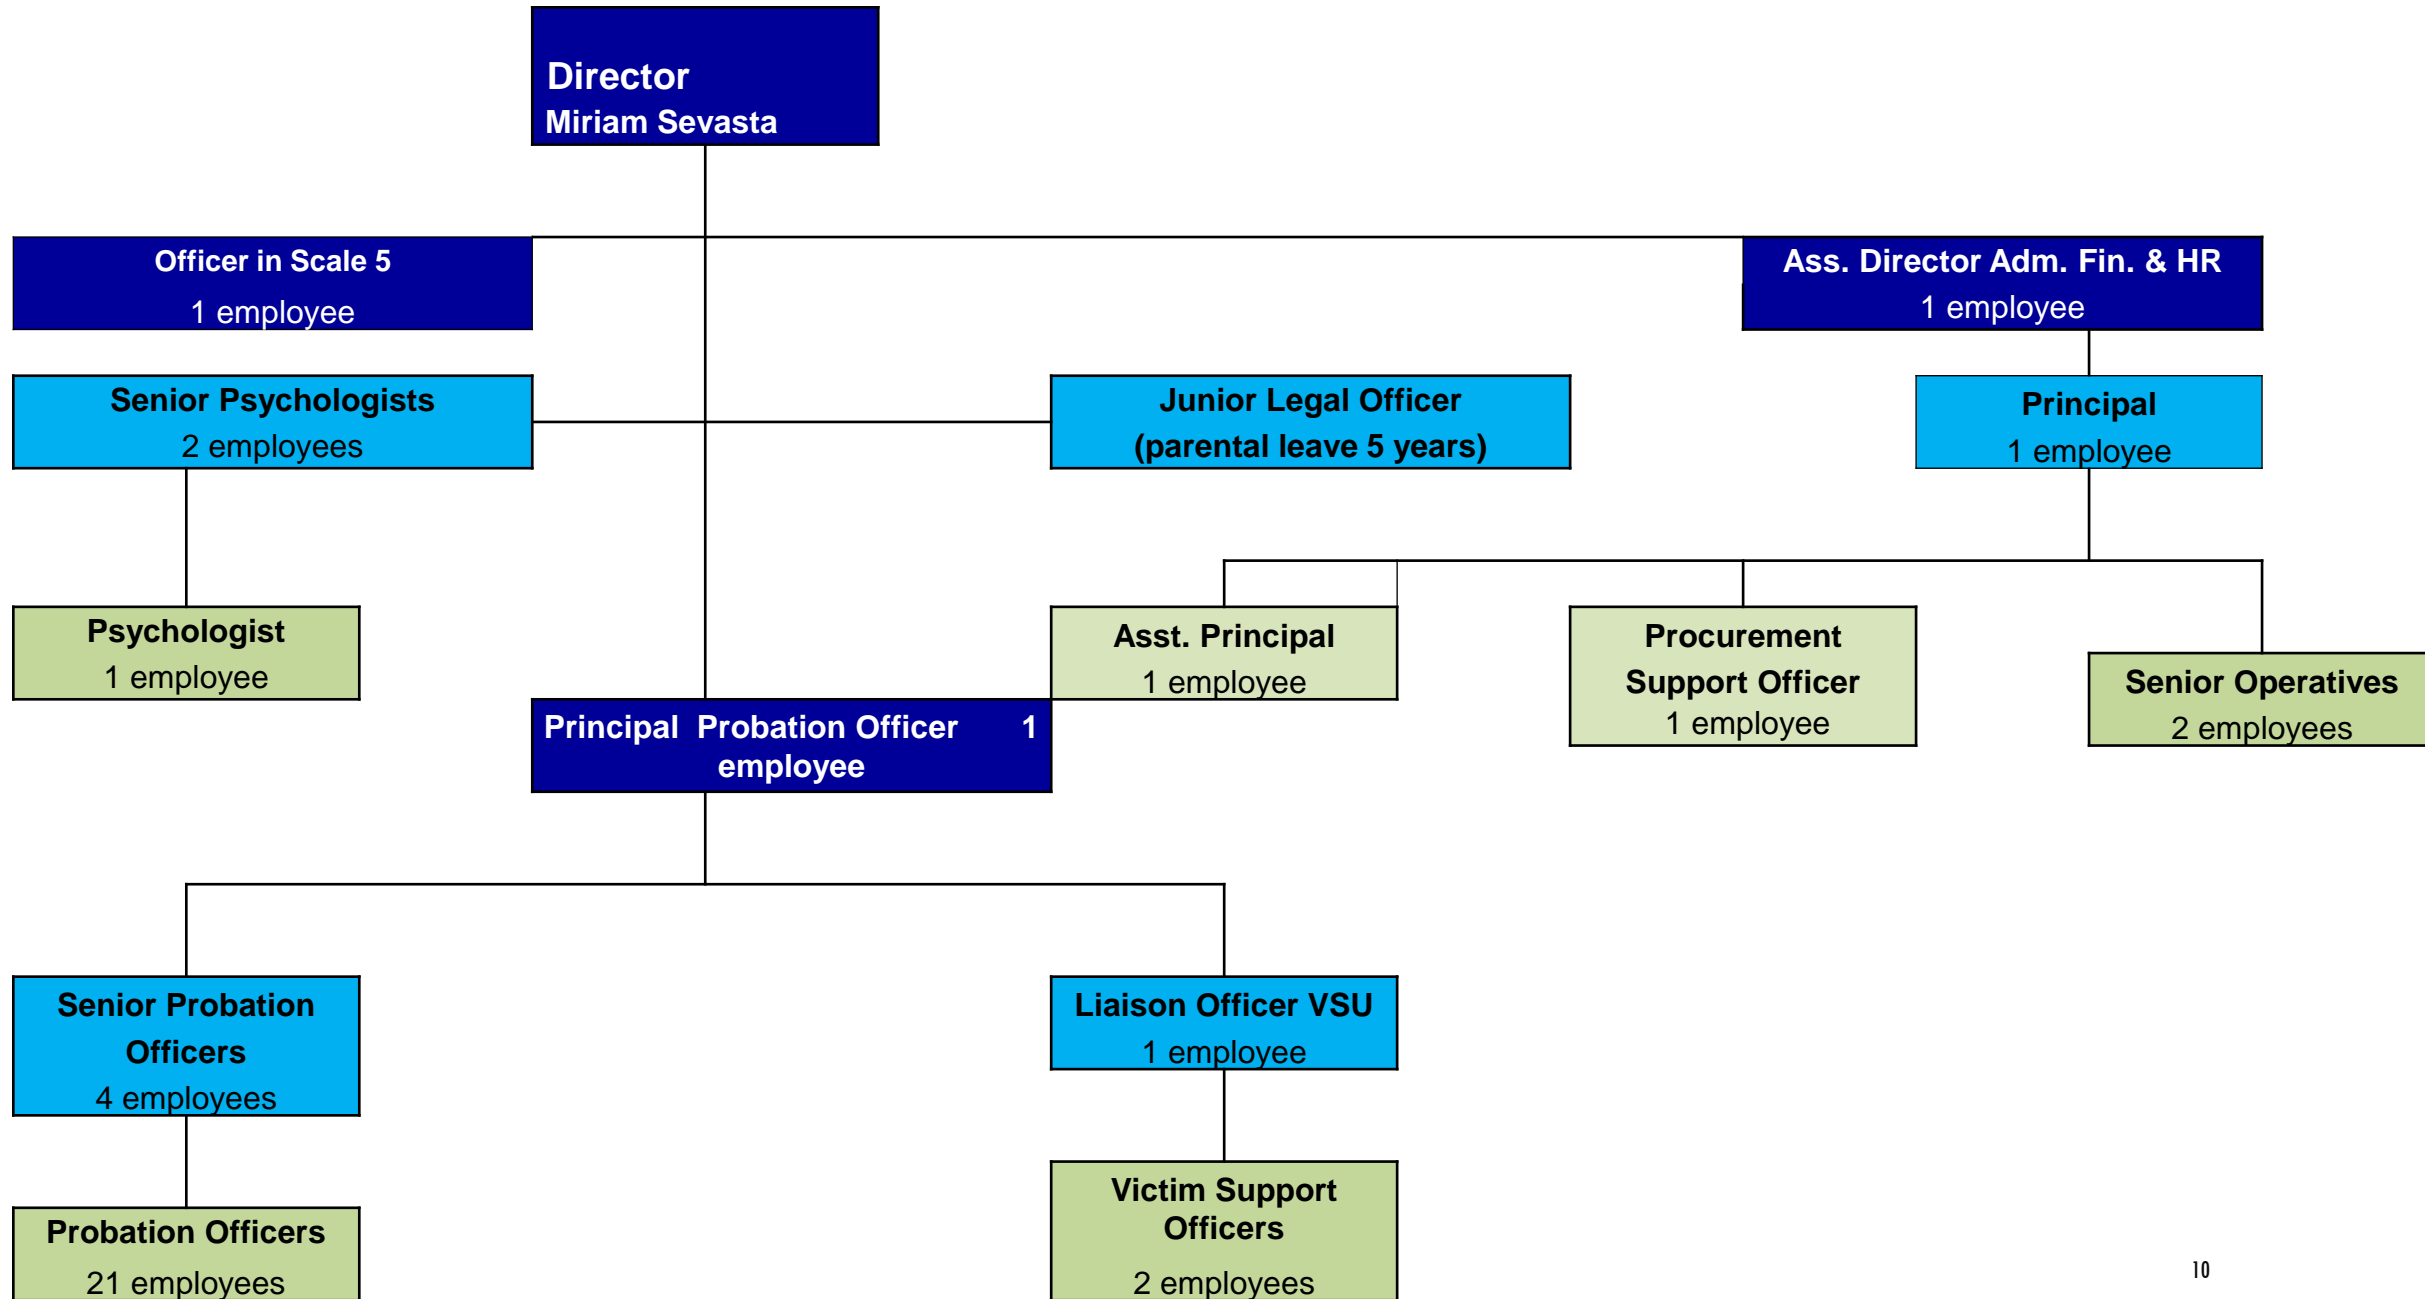 Director
Miriam Sevasta
Officer in Scale 5
1 employee
Ass. Director Adm. Fin. & HR
1 employee
Senior Psychologists
2 employees
Junior Legal Officer
(parental leave 5 years)
Principal
1 employee
Psychologist
1 employee
Asst. Principal
1 employee
Procurement
Support Officer
1 employee
Senior Operatives
2 employees
Principal Probation Officer 1
employee
Senior Probation
Officers
4 employees
Liaison Officer VSU
1 employee
Probation Officers
21 employees
Victim Support
Officers
2 employees
10